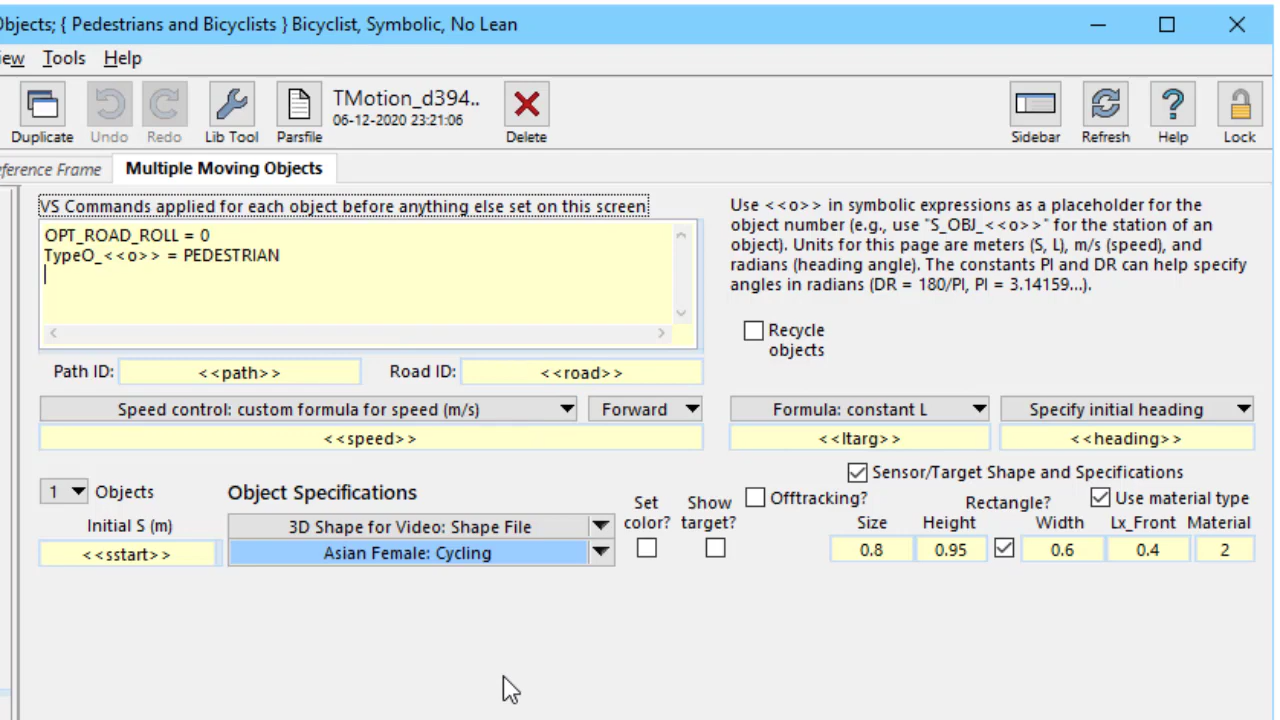 Objects; { Pedestrians and Bicyclists } Bicyclist, Symbolic, No Lean
iew Tools Help
Duplicate Undo Redo Lib Tool Parsfile TMotion_d394.. Delete Sidebar Refresh Help Lock
06-12-2020 23:21:06
eference Frame Multiple Moving Objects
VS Commands applied for each object before anything else set on this screen
OPT_ROAD_ROLL = 0
TypeO_<<o>> = PEDESTRIAN
Use <<o>> in symbolic expressions as a placeholder for the
object number (e.g., use "S_OBJ_<<o>>" for the station of an
object). Units for this page are meters (S, L), m/s (speed), and
radians (heading angle). The constants PI and DR can help specify
angles in radians (DR = 180/PI, PI = 3.14159...).
Recycle
objects
Path ID: <<path>> Road ID: <<road>>
Speed control: custom formula for speed (m/s) Forward Formula: constant L Specify initial heading
<<speed>> <<ltarg>> <<heading>>
Sensor/Target Shape and Specifications
1 Objects Object Specifications Set Show Offtracking? Rectangle? Use material type
Initial S (m) 3D Shape for Video: Shape File color? target? Size Height Width Lx_Front Material
<<sstart>> Asian Female: Cycling 0.8 0.95 0.6 0.4 2